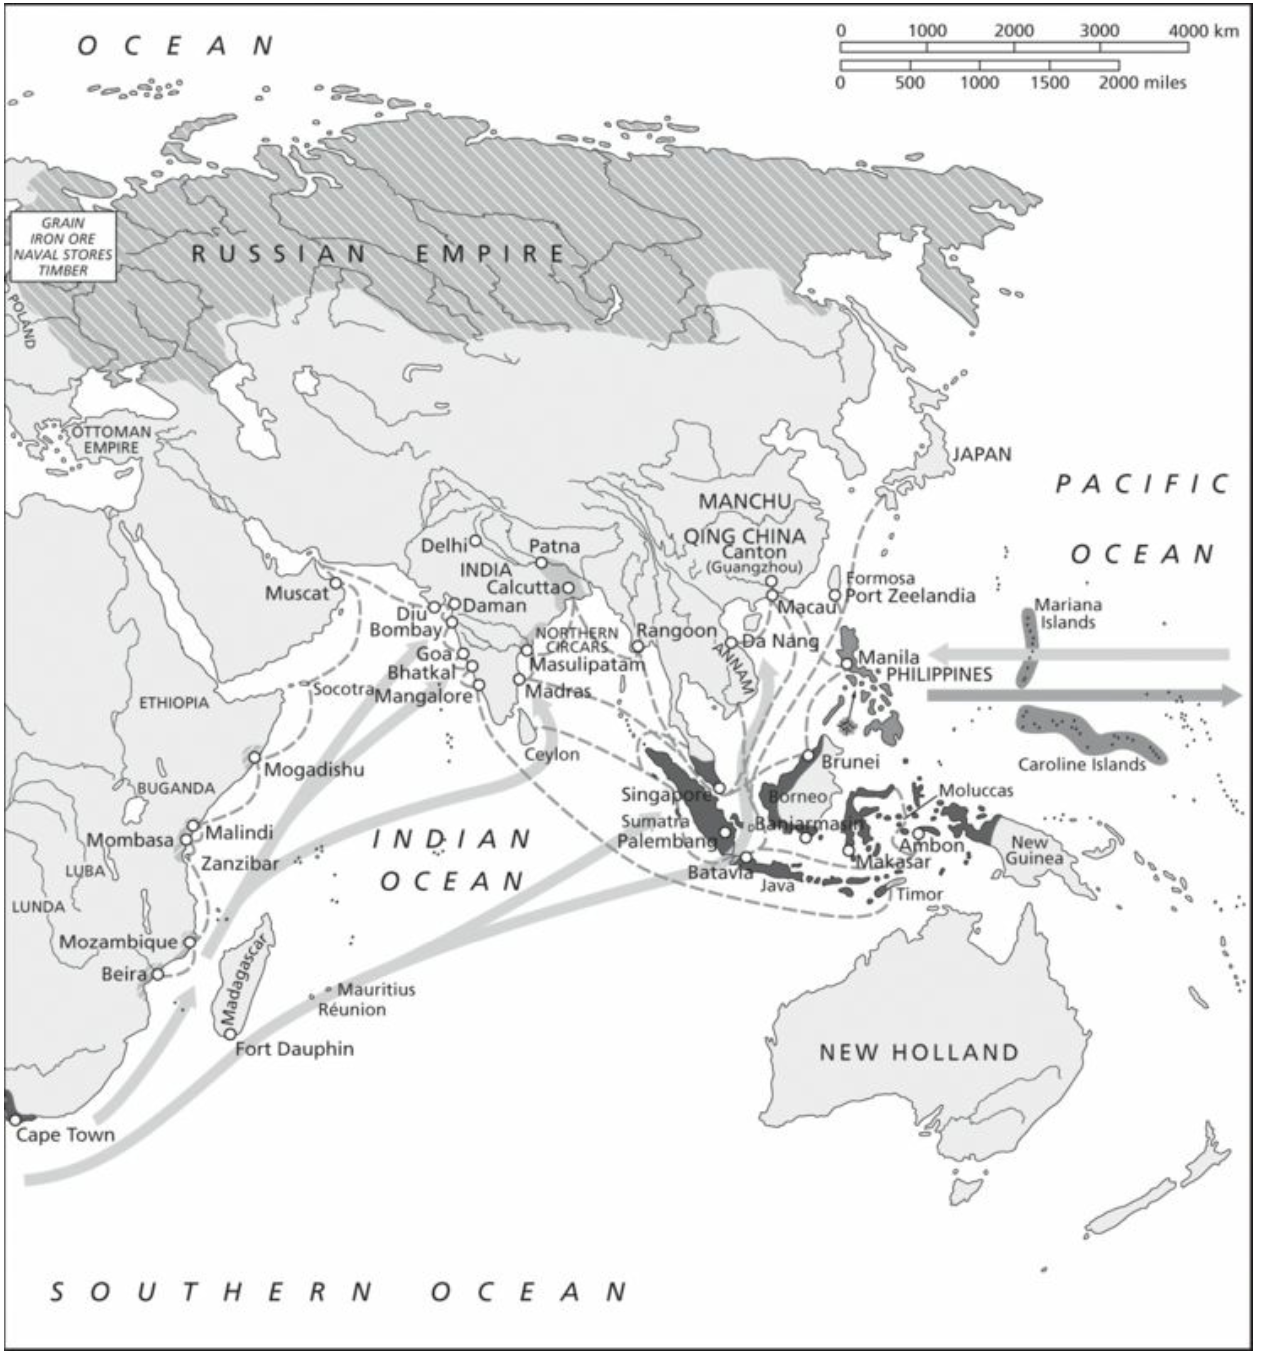 OCEAN
0 1000 2000 3000 4000 km
0 500 1000 1500 2000 miles
GRAIN
IRON ORE
NAVAL STORES
TIMBER
RUSSIAN EMPIRE
POLAND
OTTOMAN
EMPIRE
JAPAN
PACIFIC
OCEAN
MANCHU
QING CHINA
Canton
(Guangzhou)
Macau
Formosa
Port Zeelandia
Delhi
Patna
INDIA
Calcutta
Muscat
Diu
Daman
Bombay
Goa
Bhatkal
Mangalore
NORTHERN
CIRCARS
Masulipatam
Madras
Rangoon
Da Nang
ANNAM
Mariana
Islands
Manila
PHILIPPINES
Caroline Islands
Socotra
ETHIOPIA
Ceylon
Mogadishu
BUGANDA
Brunei
Singapore
Borneo
Moluccas
Sumatra
Palembang
Banjarmasin
Ambon
New
Guinea
Makasar
Batavia
Java
Timor
Malindi
Mombasa
Zanzibar
LUBA
LUNDA
INDIAN
OCEAN
Mozambique
Beira
Madagascar
Mauritius
Réunion
Fort Dauphin
NEW HOLLAND
Cape Town
SOUTHERN OCEAN